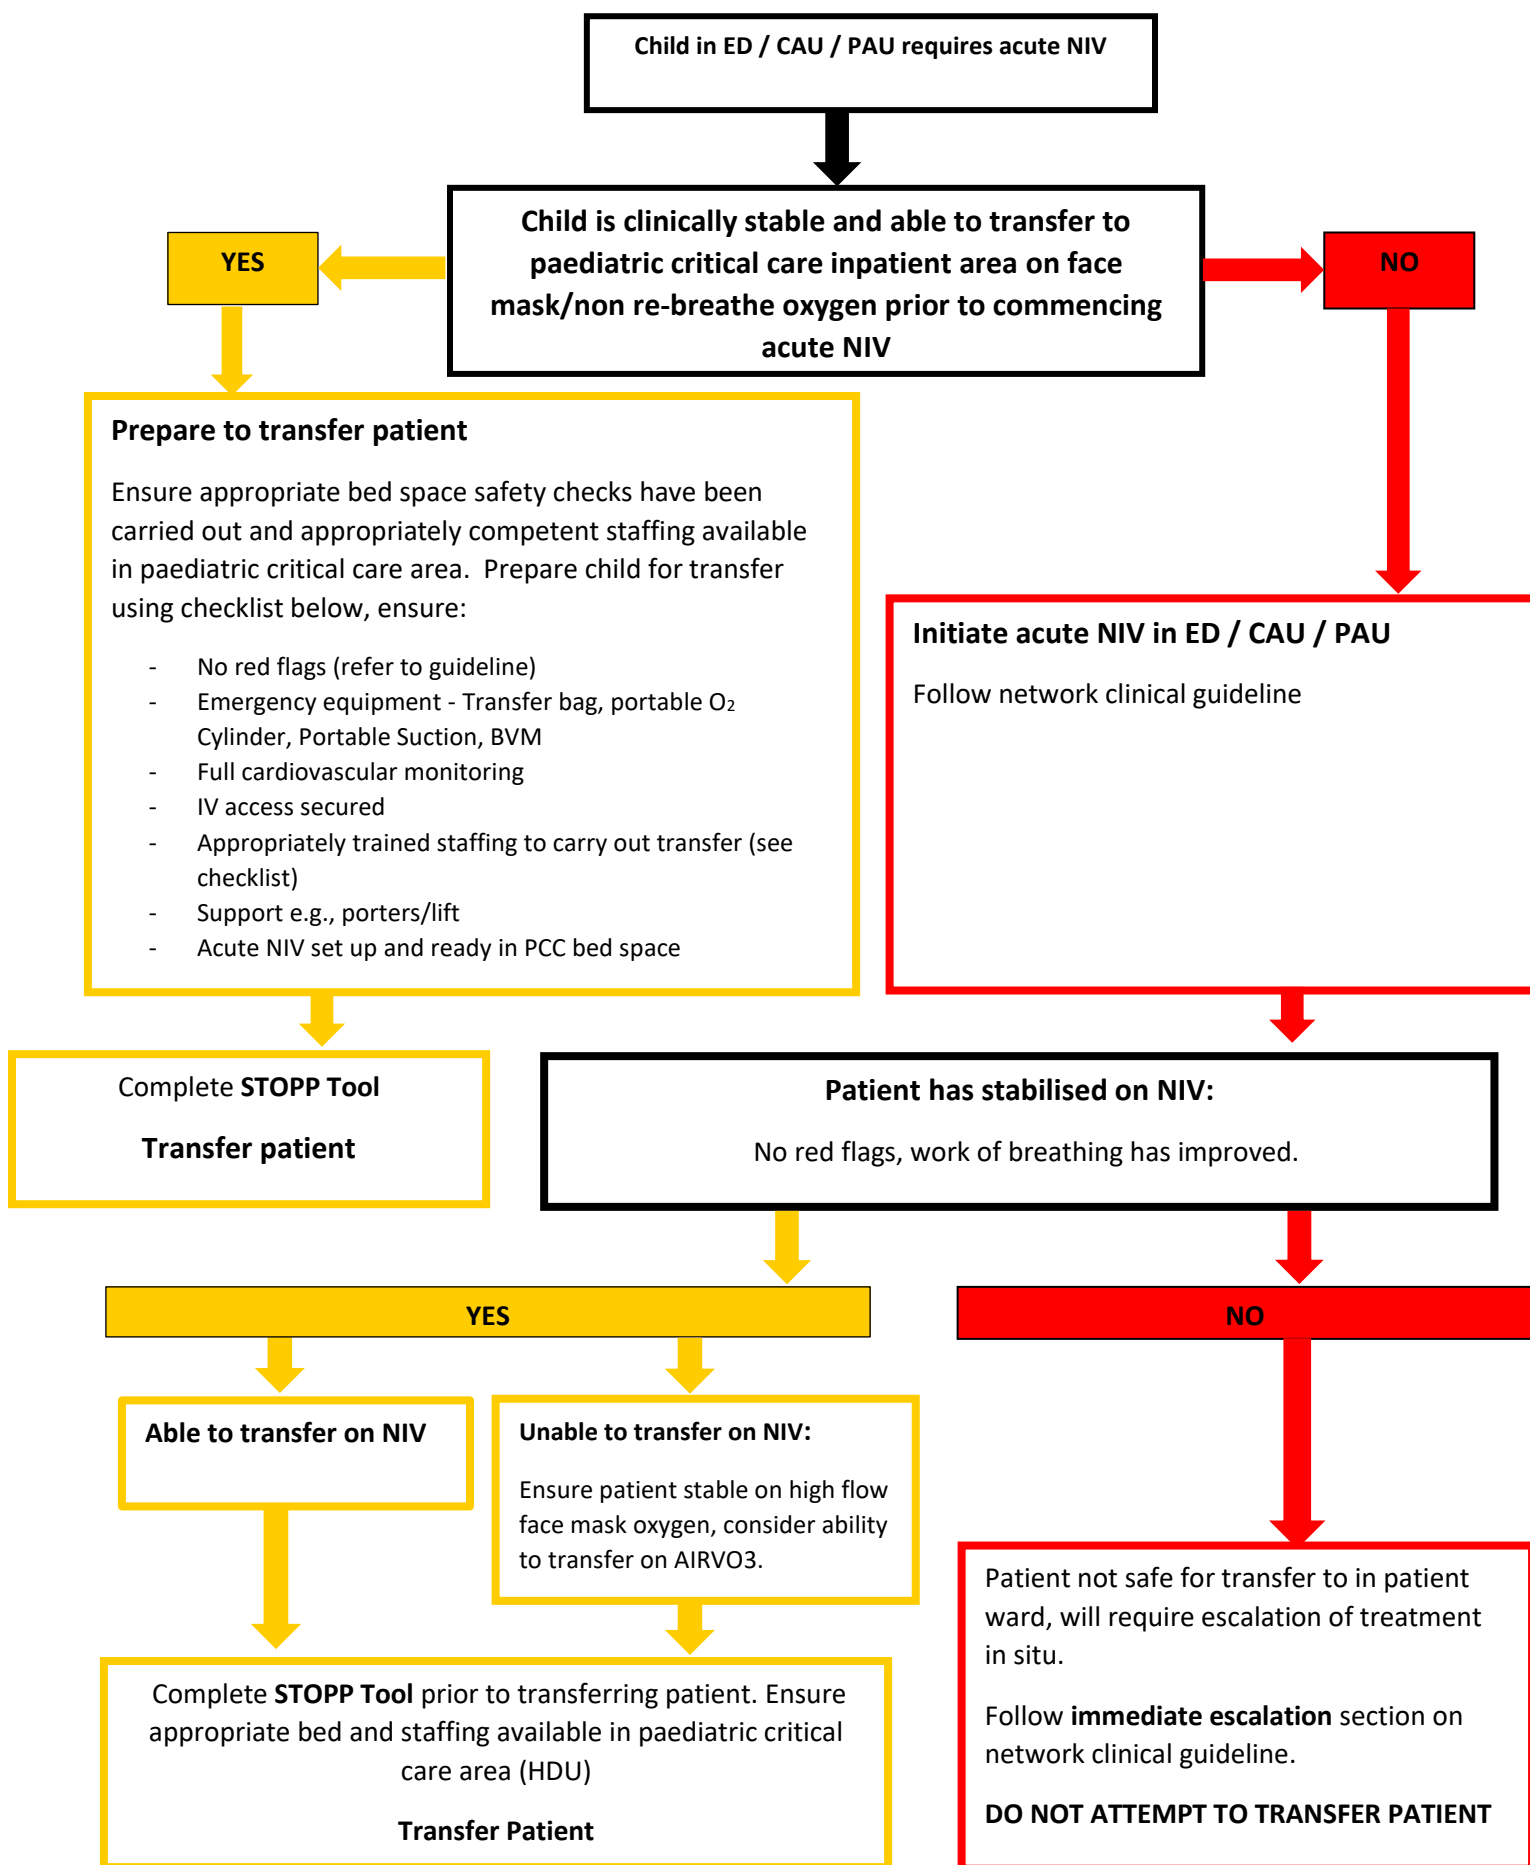 Child in ED / CAU / PAU requires acute NIV
Child is clinically stable and able to transfer to
paediatric critical care inpatient area on face
mask/non re-breathe oxygen prior to commencing
acute NIV
YES
NO
Prepare to transfer patient
Ensure appropriate bed space safety checks have been
carried out and appropriately competent staffing available
in paediatric critical care area.  Prepare child for transfer
using checklist below, ensure:
- No red flags (refer to guideline)
- Emergency equipment - Transfer bag, portable O₂
Cylinder, Portable Suction, BVM
- Full cardiovascular monitoring
- IV access secured
- Appropriately trained staffing to carry out transfer (see
checklist)
- Support e.g., porters/lift
- Acute NIV set up and ready in PCC bed space
Initiate acute NIV in ED / CAU / PAU
Follow network clinical guideline
Complete STOPP Tool
Transfer patient
Patient has stabilised on NIV:
No red flags, work of breathing has improved.
YES
NO
Able to transfer on NIV
Unable to transfer on NIV:
Ensure patient stable on high flow
face mask oxygen, consider ability
to transfer on AIRVO3.
Complete STOPP Tool prior to transferring patient. Ensure
appropriate bed and staffing available in paediatric critical
care area (HDU)
Transfer Patient
Patient not safe for transfer to in patient
ward, will require escalation of treatment
in situ.
Follow immediate escalation section on
network clinical guideline.
DO NOT ATTEMPT TO TRANSFER PATIENT